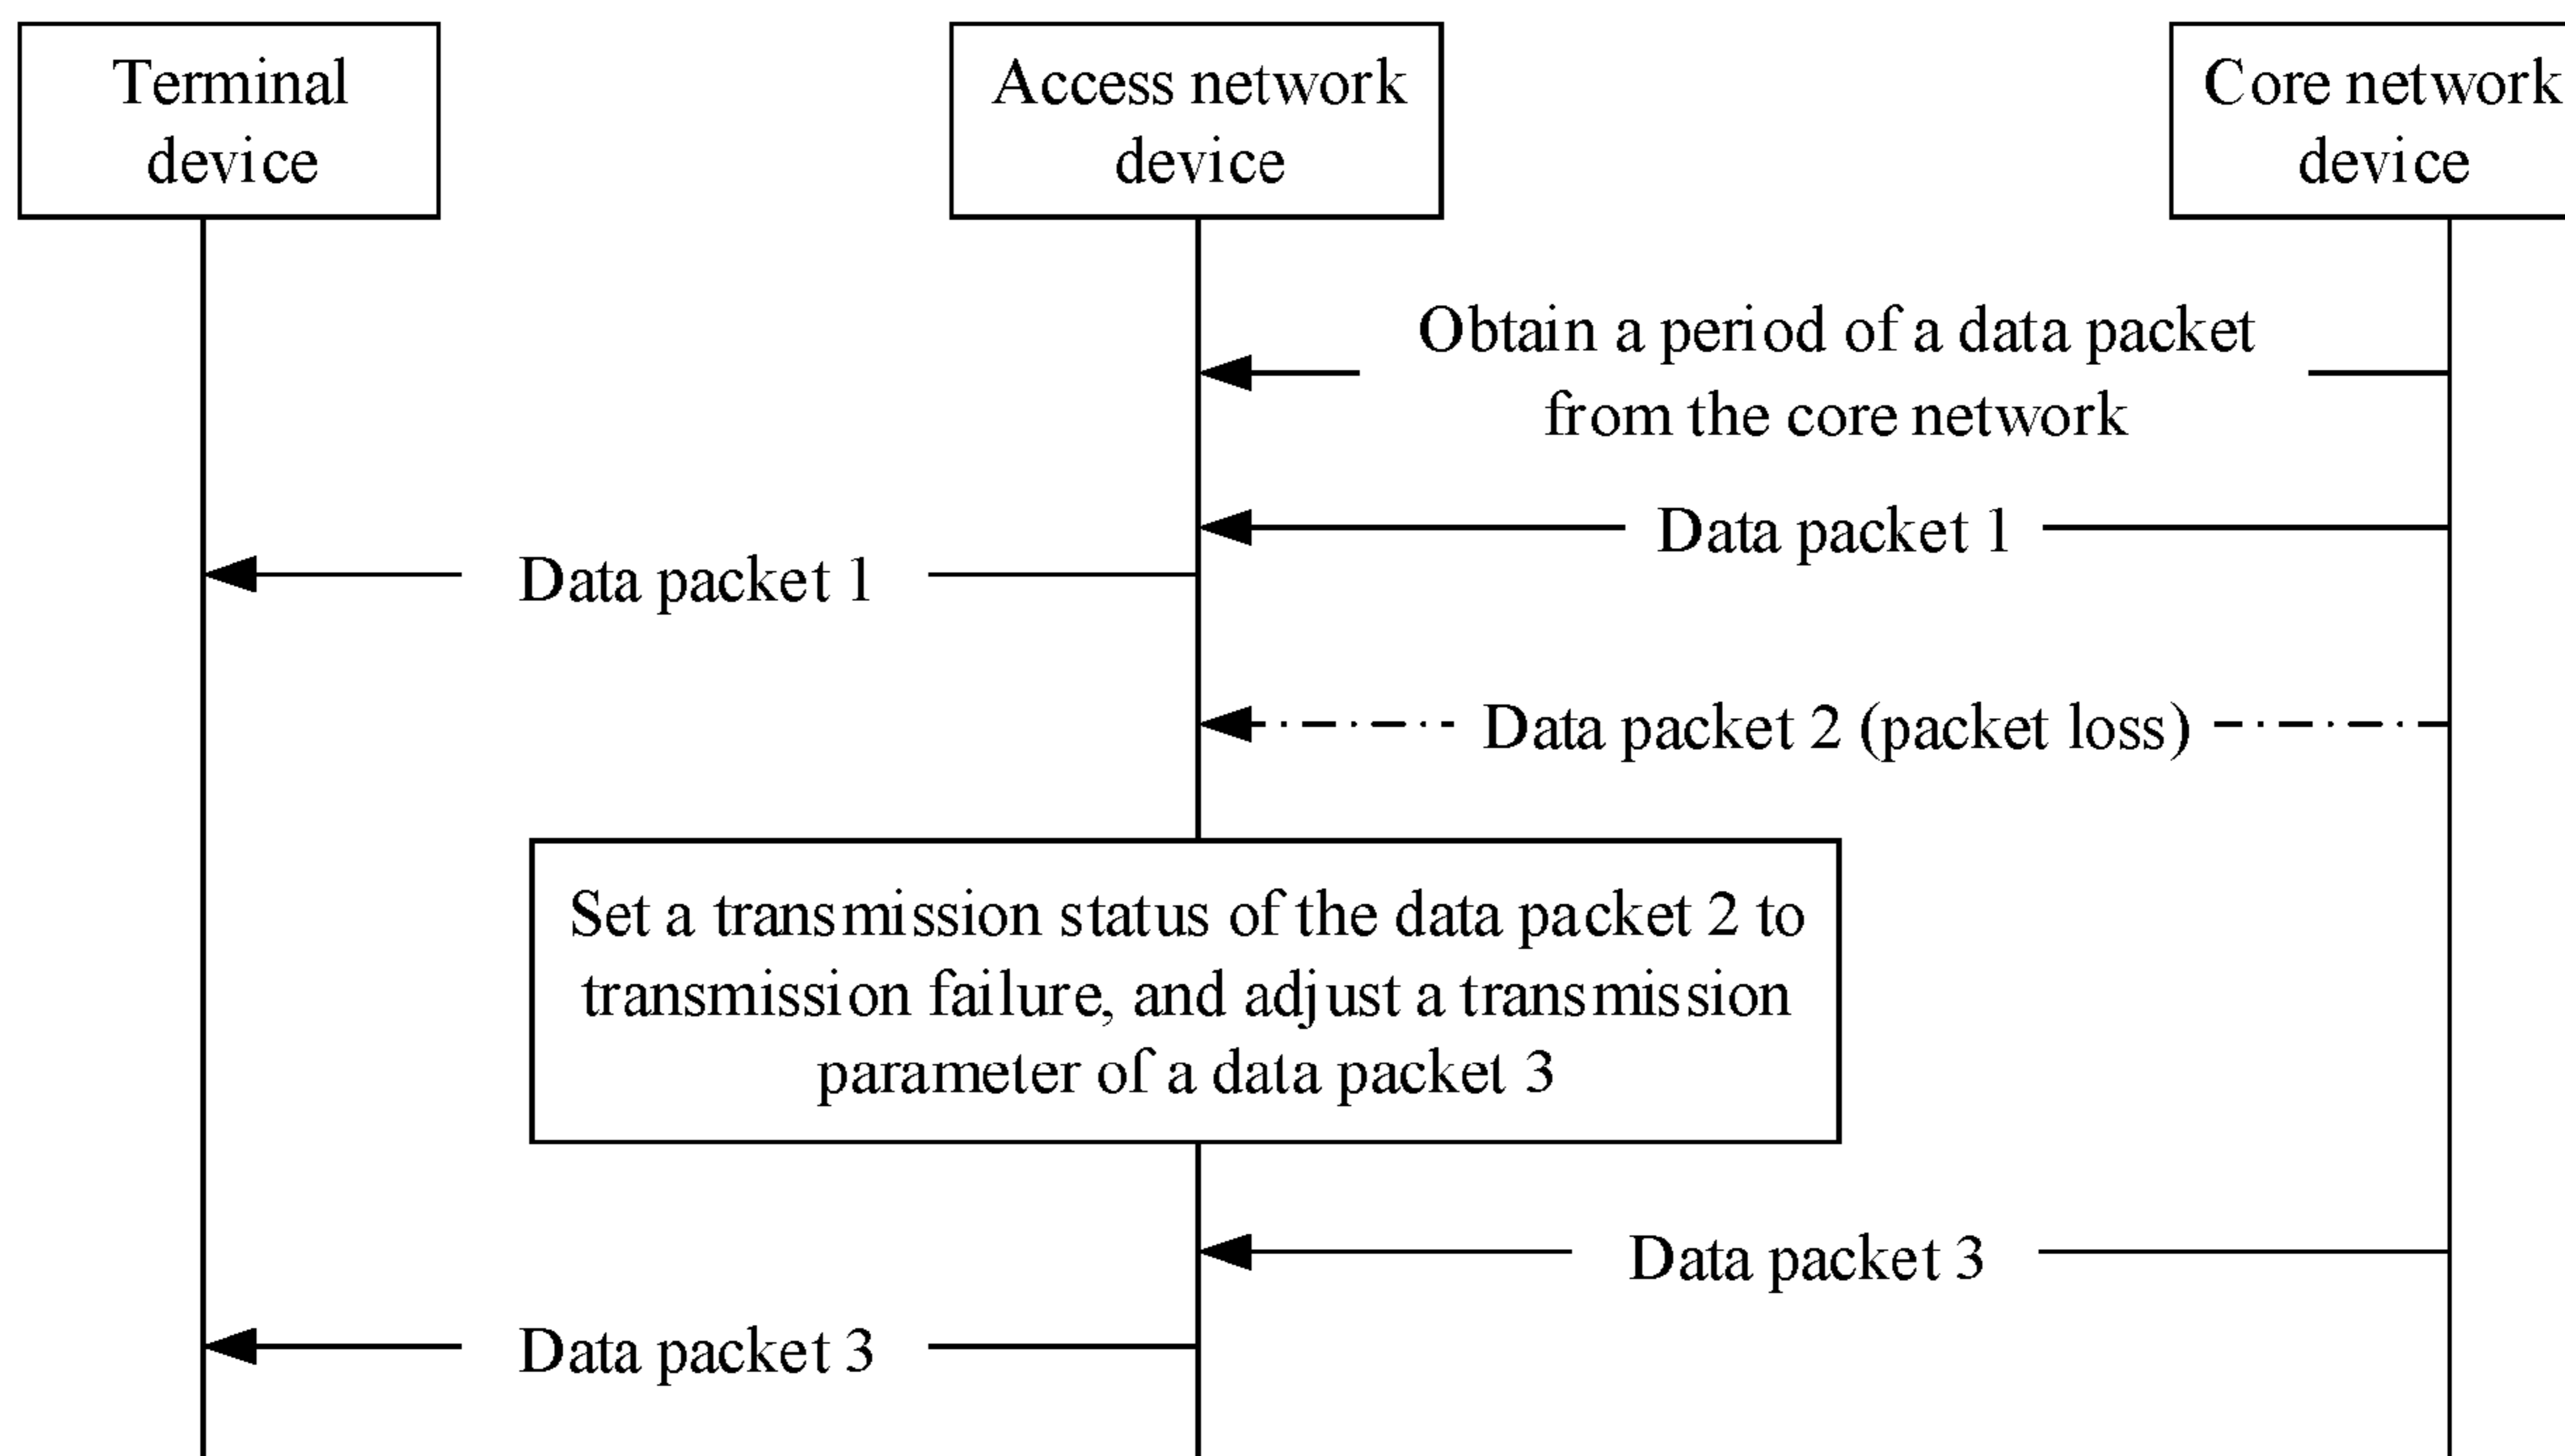 Terminal
device
Access network
device
Core network
device
Obtain a period of a data packet
from the core network
Data packet 1
Data packet 1
Data packet 2 (packet loss)
Set a transmission status of the data packet 2 to
transmission failure, and adjust a transmission
parameter of a data packet 3
Data packet 3
Data packet 3